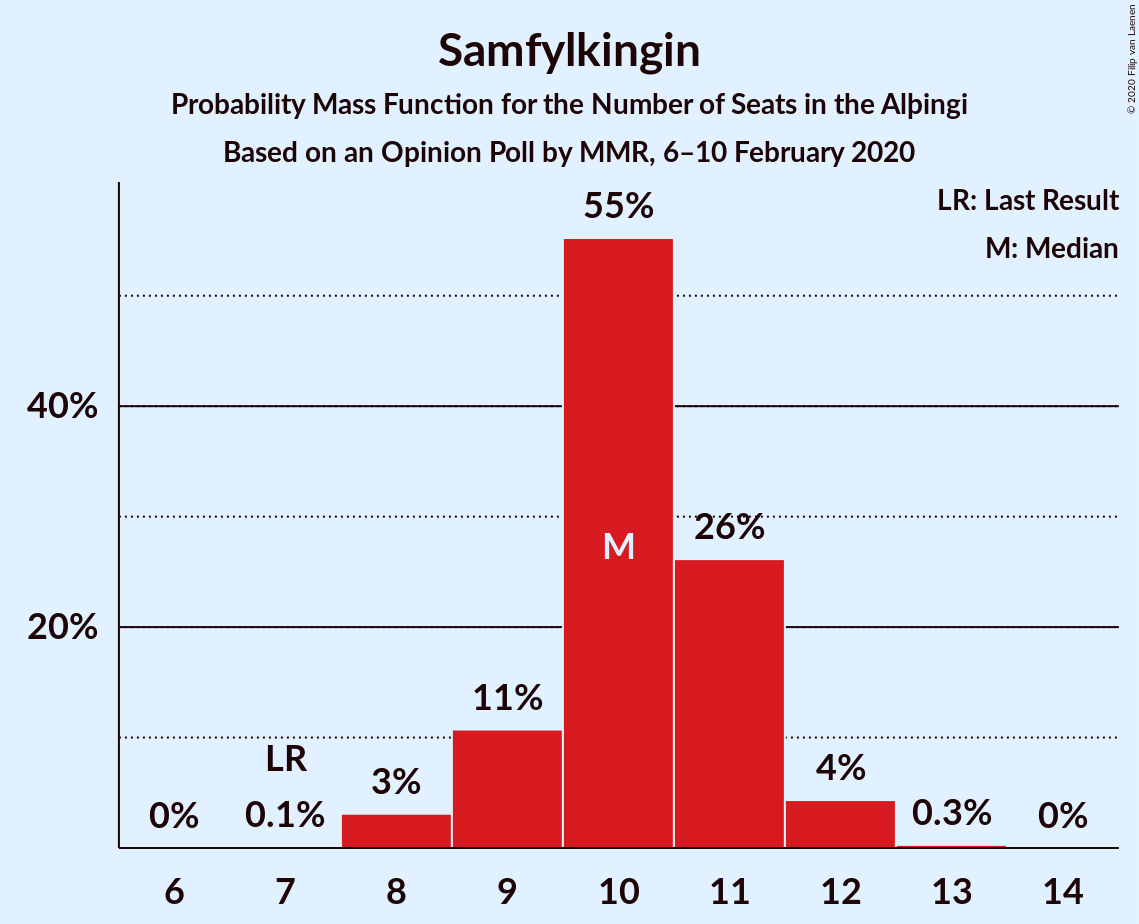 Samfylkingin
Probability Mass Function for the Number of Seats in the Alþingi
Based on an Opinion Poll by MMR, 6–10 February 2020
© 2020 Filip van Laenen
LR: Last Result
M: Median
55%
40%
26%
M
20%
11%
LR
3%
4%
0%
0.1%
0.3%
0%
6 7 8 9 10 11 12 13 14